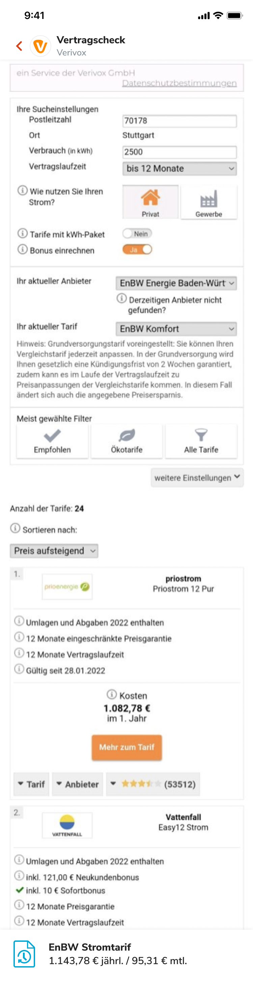 9:41
Vertragscheck
Verivox
ein Service der Verivox GmbH
Datenschutzbestimmungen
Ihre Sucheinstellungen
Postleitzahl
70178
Ort
Stuttgart
Verbrauch (in kWh)
2500
Vertragslaufzeit
bis 12 Monate
Wie nutzen Sie Ihren
Strom?
Privat
Gewerbe
Tarife mit kWh-Paket
Nein
Bonus einrechnen
Ja
Ihr aktueller Anbieter
EnBW Energie Baden-Würt
Derzeitigen Anbieter nicht
gefunden?
Ihr aktueller Tarif
EnBW Komfort
Hinweis: Grundversorgungstarif voreingestellt: Sie können Ihren
Vergleichstarif jederzeit anpassen. In der Grundversorgung wird
Ihnen gesetzlich eine Kündigungsfrist von 2 Wochen garantiert,
zudem kann es im Laufe der Vertragslaufzeit zu
Preisanpassungen der Vergleichstarife kommen. In diesem Fall
ändert sich auch die angegebene Preisersparnis.
Meist gewählte Filter
Empfohlen
Ökotarife
Alle Tarife
weitere Einstellungen
Anzahl der Tarife: 24
Sortieren nach:
Preis aufsteigend
1.
prioenergie
priostrom
Priostrom 12 Pur
Umlagen und Abgaben 2022 enthalten
12 Monate eingeschränkte Preisgarantie
12 Monate Vertragslaufzeit
Gültig seit 28.01.2022
Kosten
1.082,78 €
im 1. Jahr
Mehr zum Tarif
Tarif
Anbieter
(53512)
2.
VATTENFALL
Vattenfall
Easy12 Strom
Umlagen und Abgaben 2022 enthalten
inkl. 121,00 € Neukundenbonus
inkl. 10 € Sofortbonus
12 Monate Preisgarantie
12 Monate Vertragslaufzeit
EnBW Stromtarif
1.143,78 € jährl. / 95,31 € mtl.